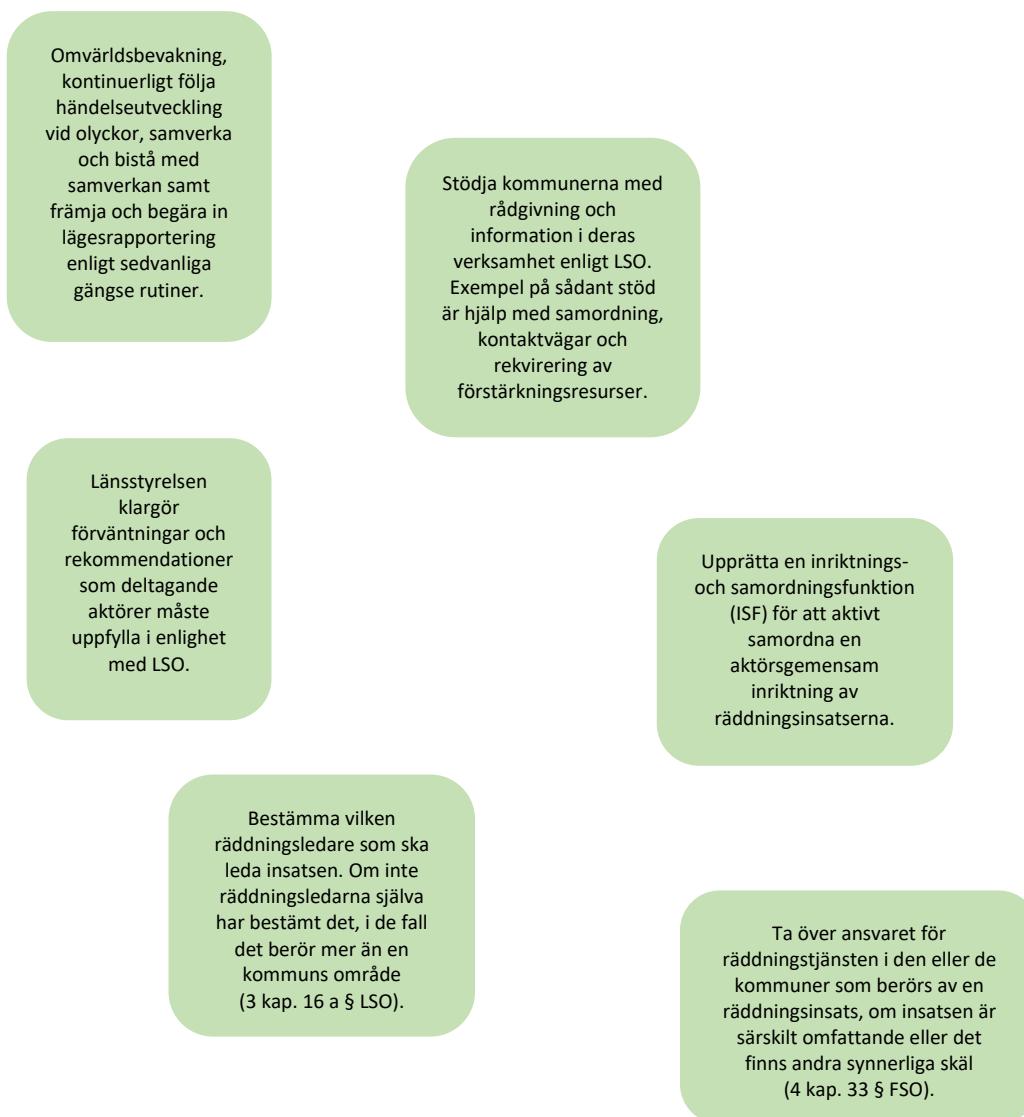 Omvärldsbevakning,
kontinuerligt följa
händelseutveckling
vid olyckor, samverka
och bistå med
samverkan samt
främja och begära in
lägesrapportering
enligt sedvanliga
gängse rutiner.
Stödja kommunerna med
rådgivning och
information i deras
verksamhet enligt LSO.
Exempel på sådant stöd
är hjälp med samordning,
kontaktvägar och
rekvirering av
förstärkningsresurser.
Länsstyrelsen
klargör
förväntningar och
rekommendationer
som deltagande
aktörer måste
uppfylla i enlighet
med LSO.
Upprätta en inriktnings-
och samordningsfunktion
(ISF) för att aktivt
samordna en
aktörsgemensam
inriktning av
räddningsinsatserna.
Bestämma vilken
räddningsledare som ska
leda insatsen. Om inte
räddningsledarna själva
har bestämt det, i de fall
det berör mer än en
kommuns område
(3 kap. 16 a § LSO).
Ta över ansvaret för
räddningstjänsten i den eller de
kommuner som berörs av en
räddningsinsats, om insatsen är
särskilt omfattande eller det
finns andra synnerliga skäl
(4 kap. 33 § FSO).